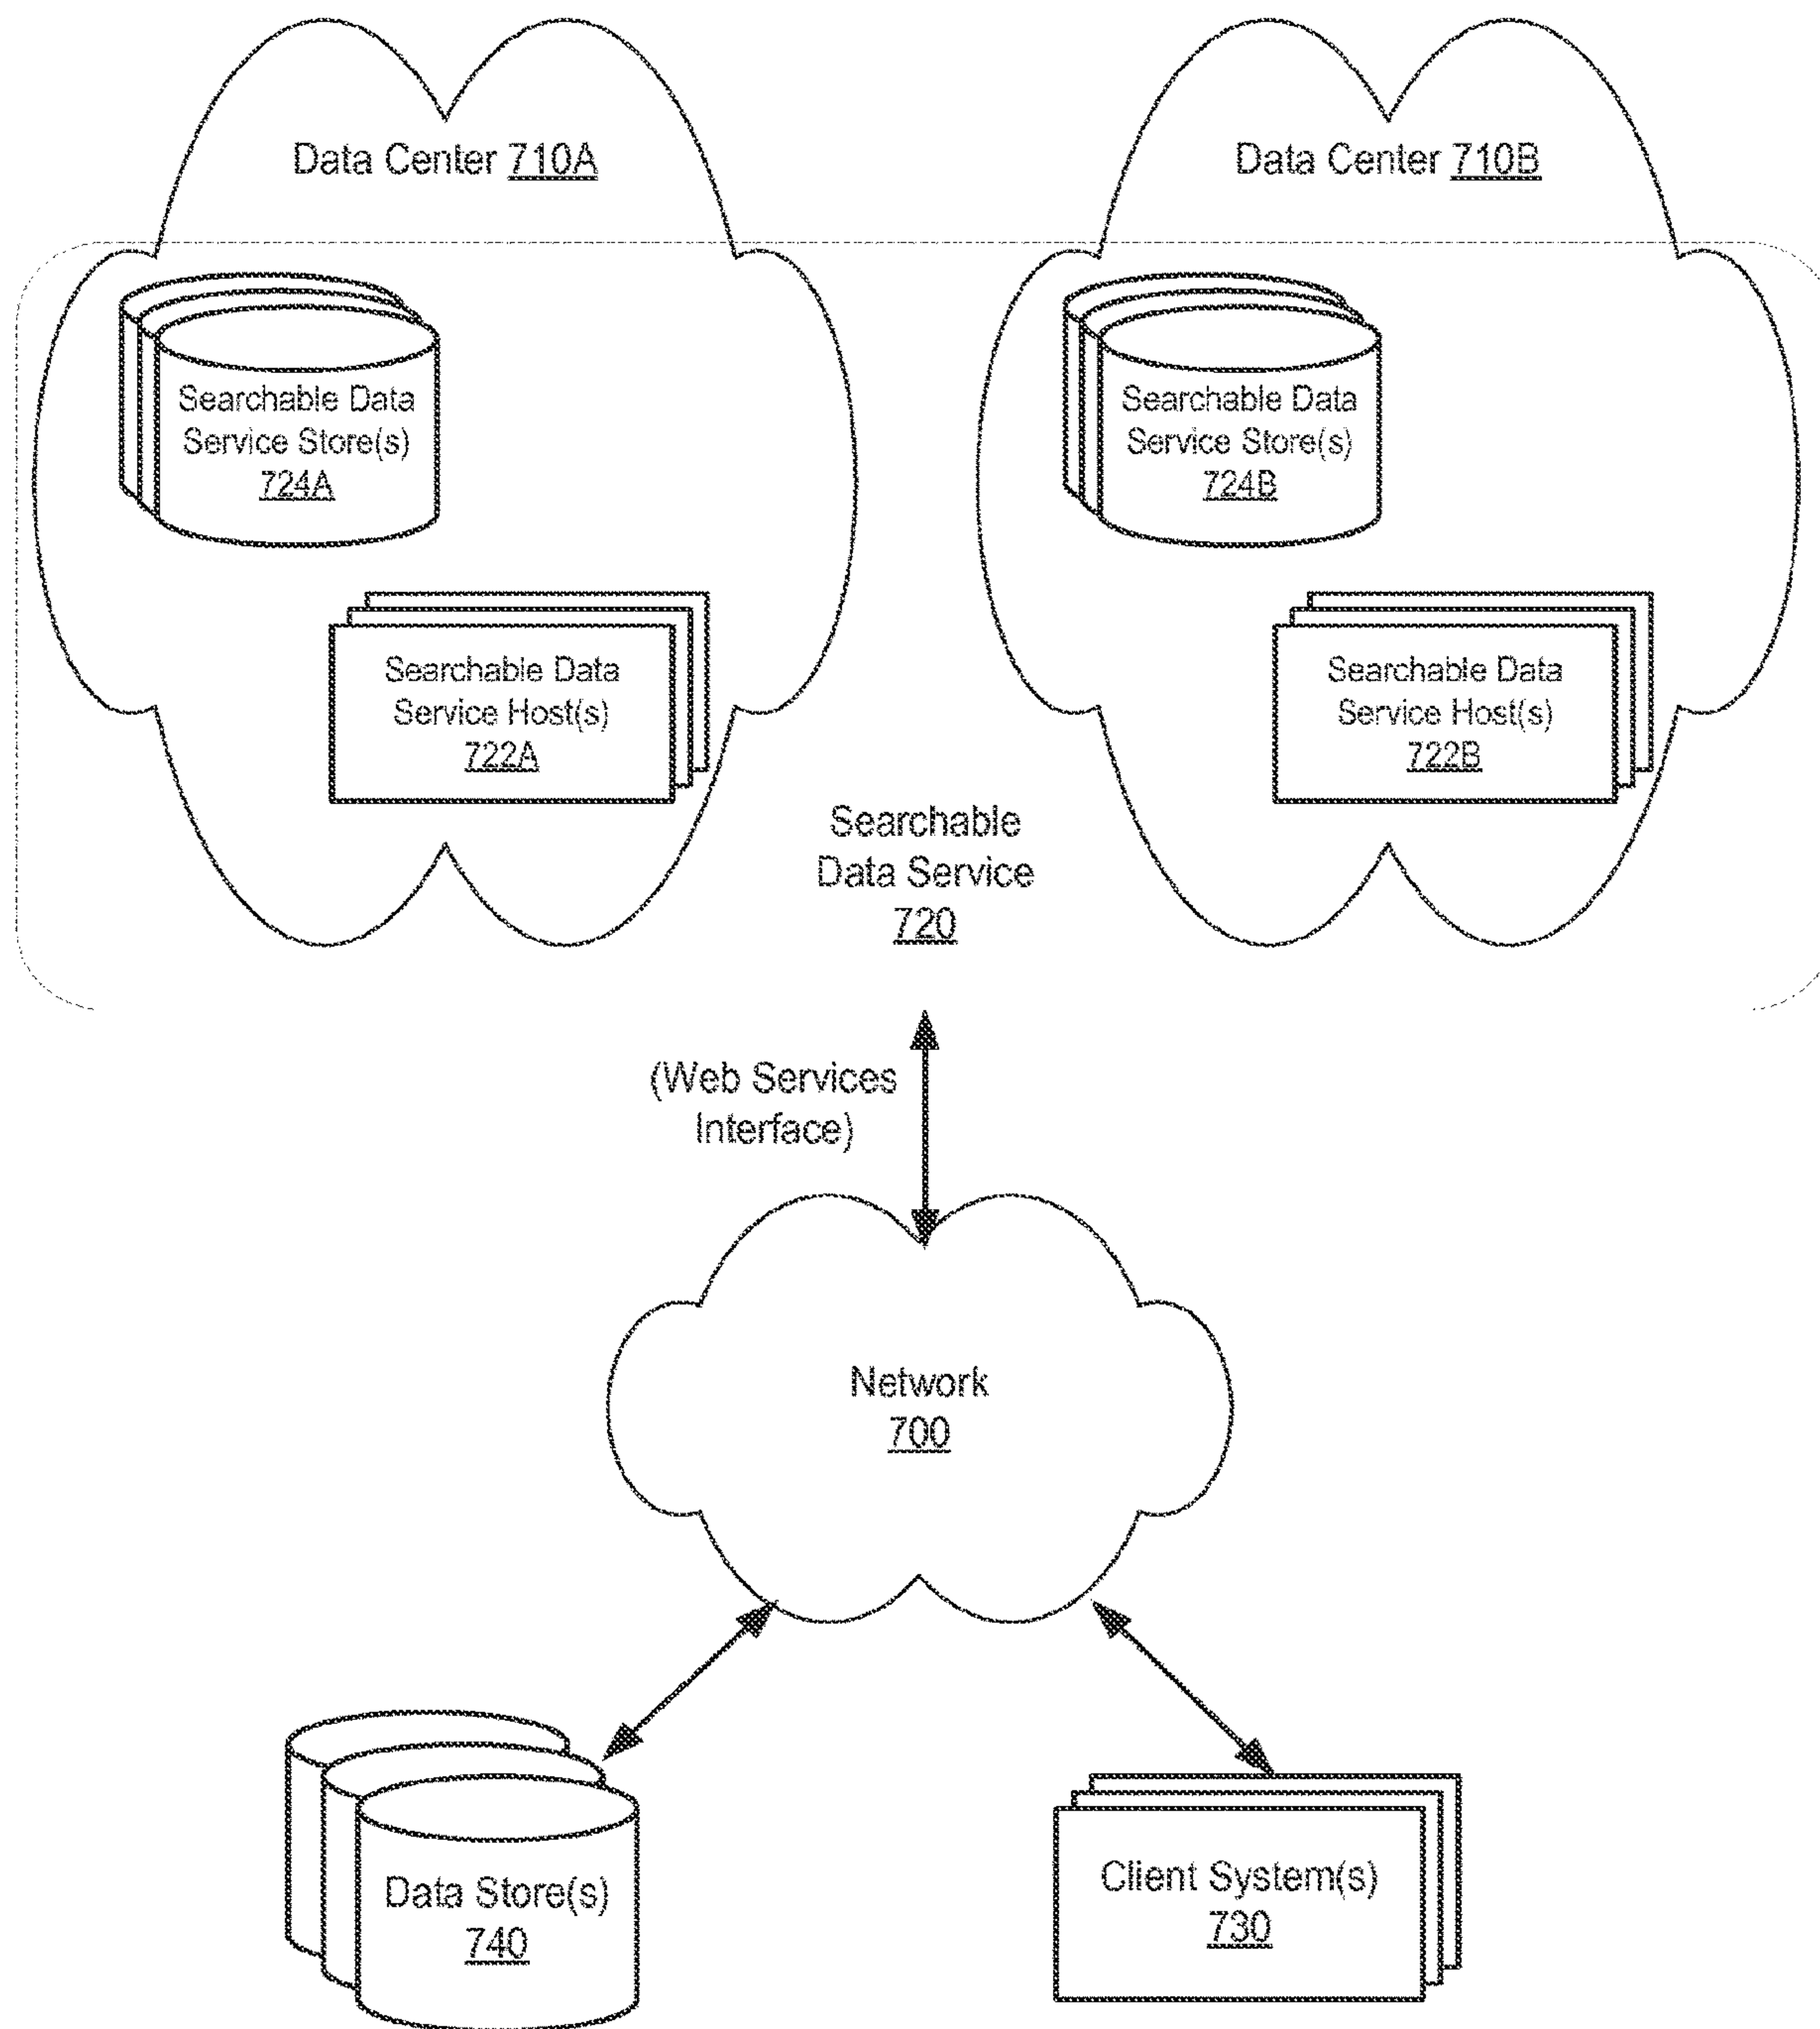 Data Center 710A
Data Center 710B
Searchable Data
Service Store(s)
724A
Searchable Data
Service Store(s)
724B
Searchable Data
Service Host(s)
722A
Searchable Data
Service Host(s)
722B
Searchable
Data Service
720
(Web Services
Interface)
Network
700
Data Store(s)
740
Client System(s)
730